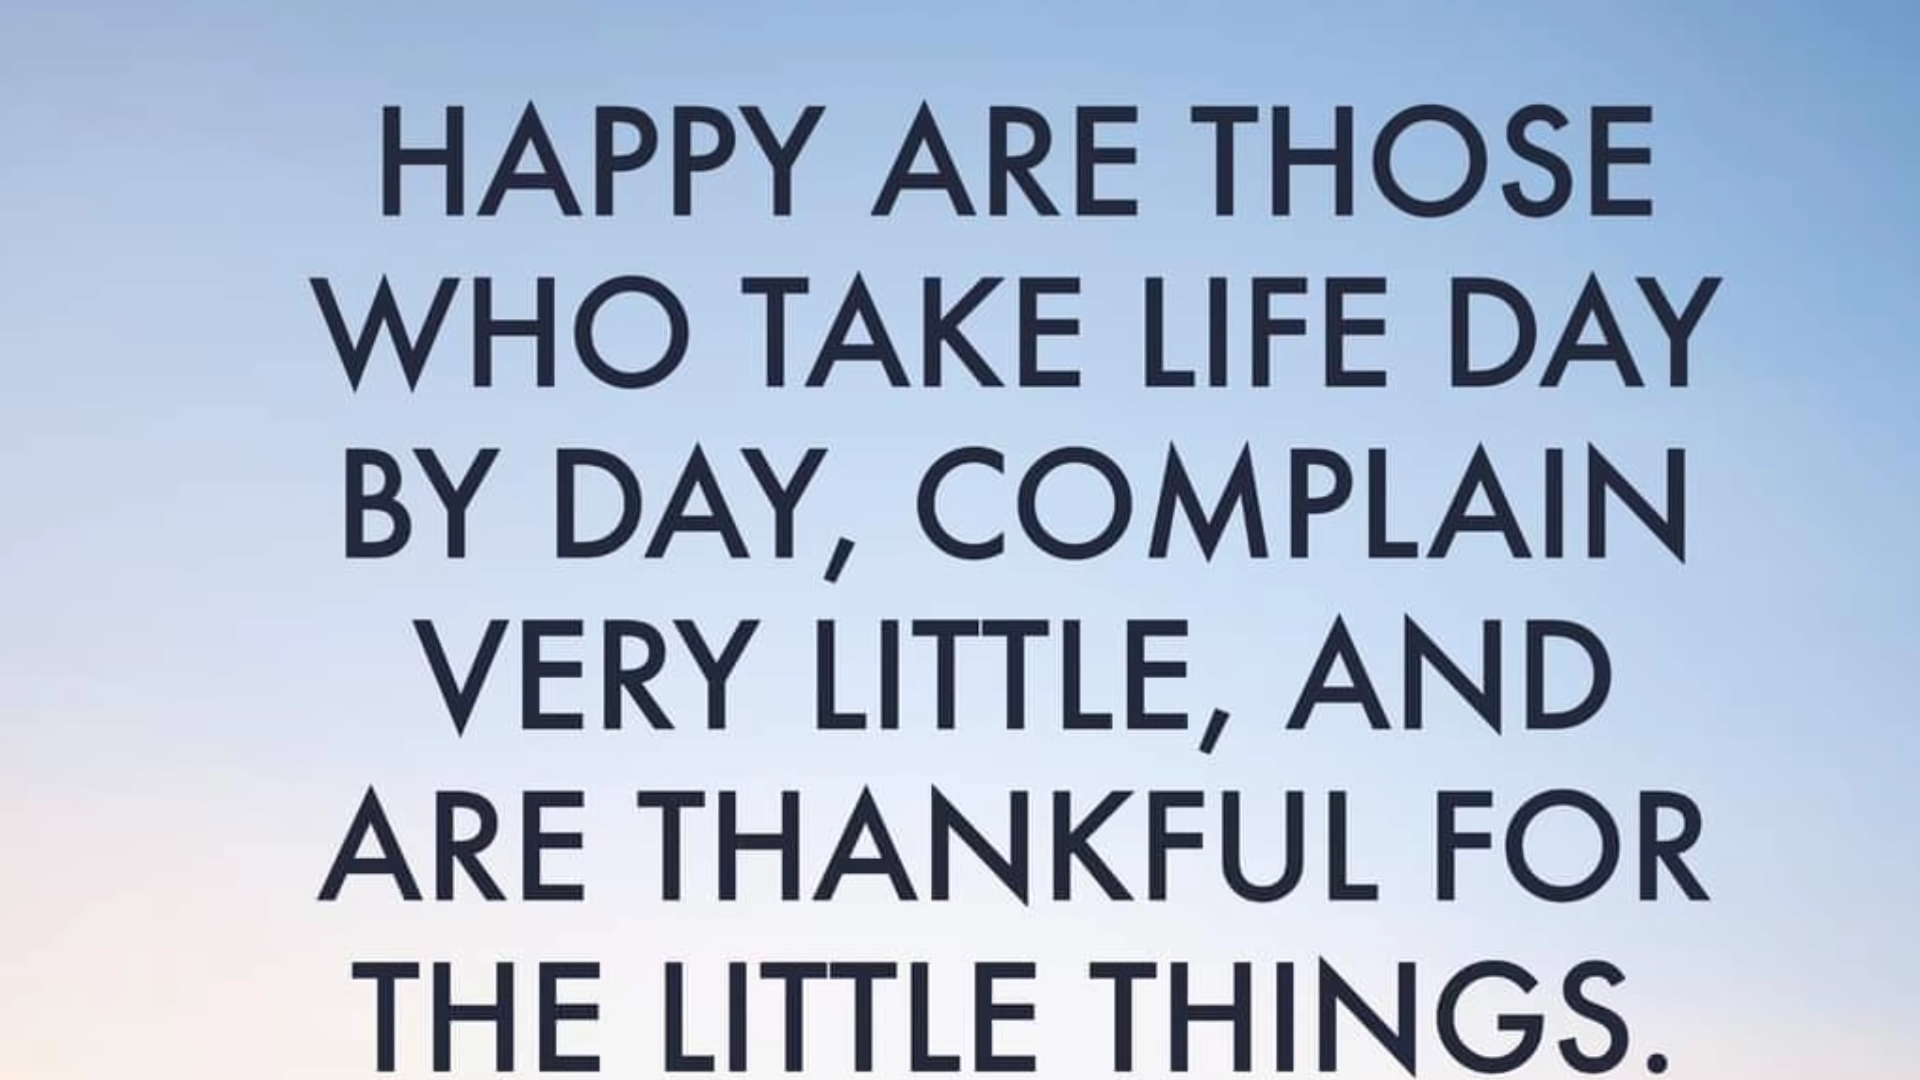 HAPPY ARE THOSE
WHO TAKE LIFE DAY
BY DAY, COMPLAIN
VERY LITTLE, AND
ARE THANKFUL FOR
THE LITTLE THINGS.